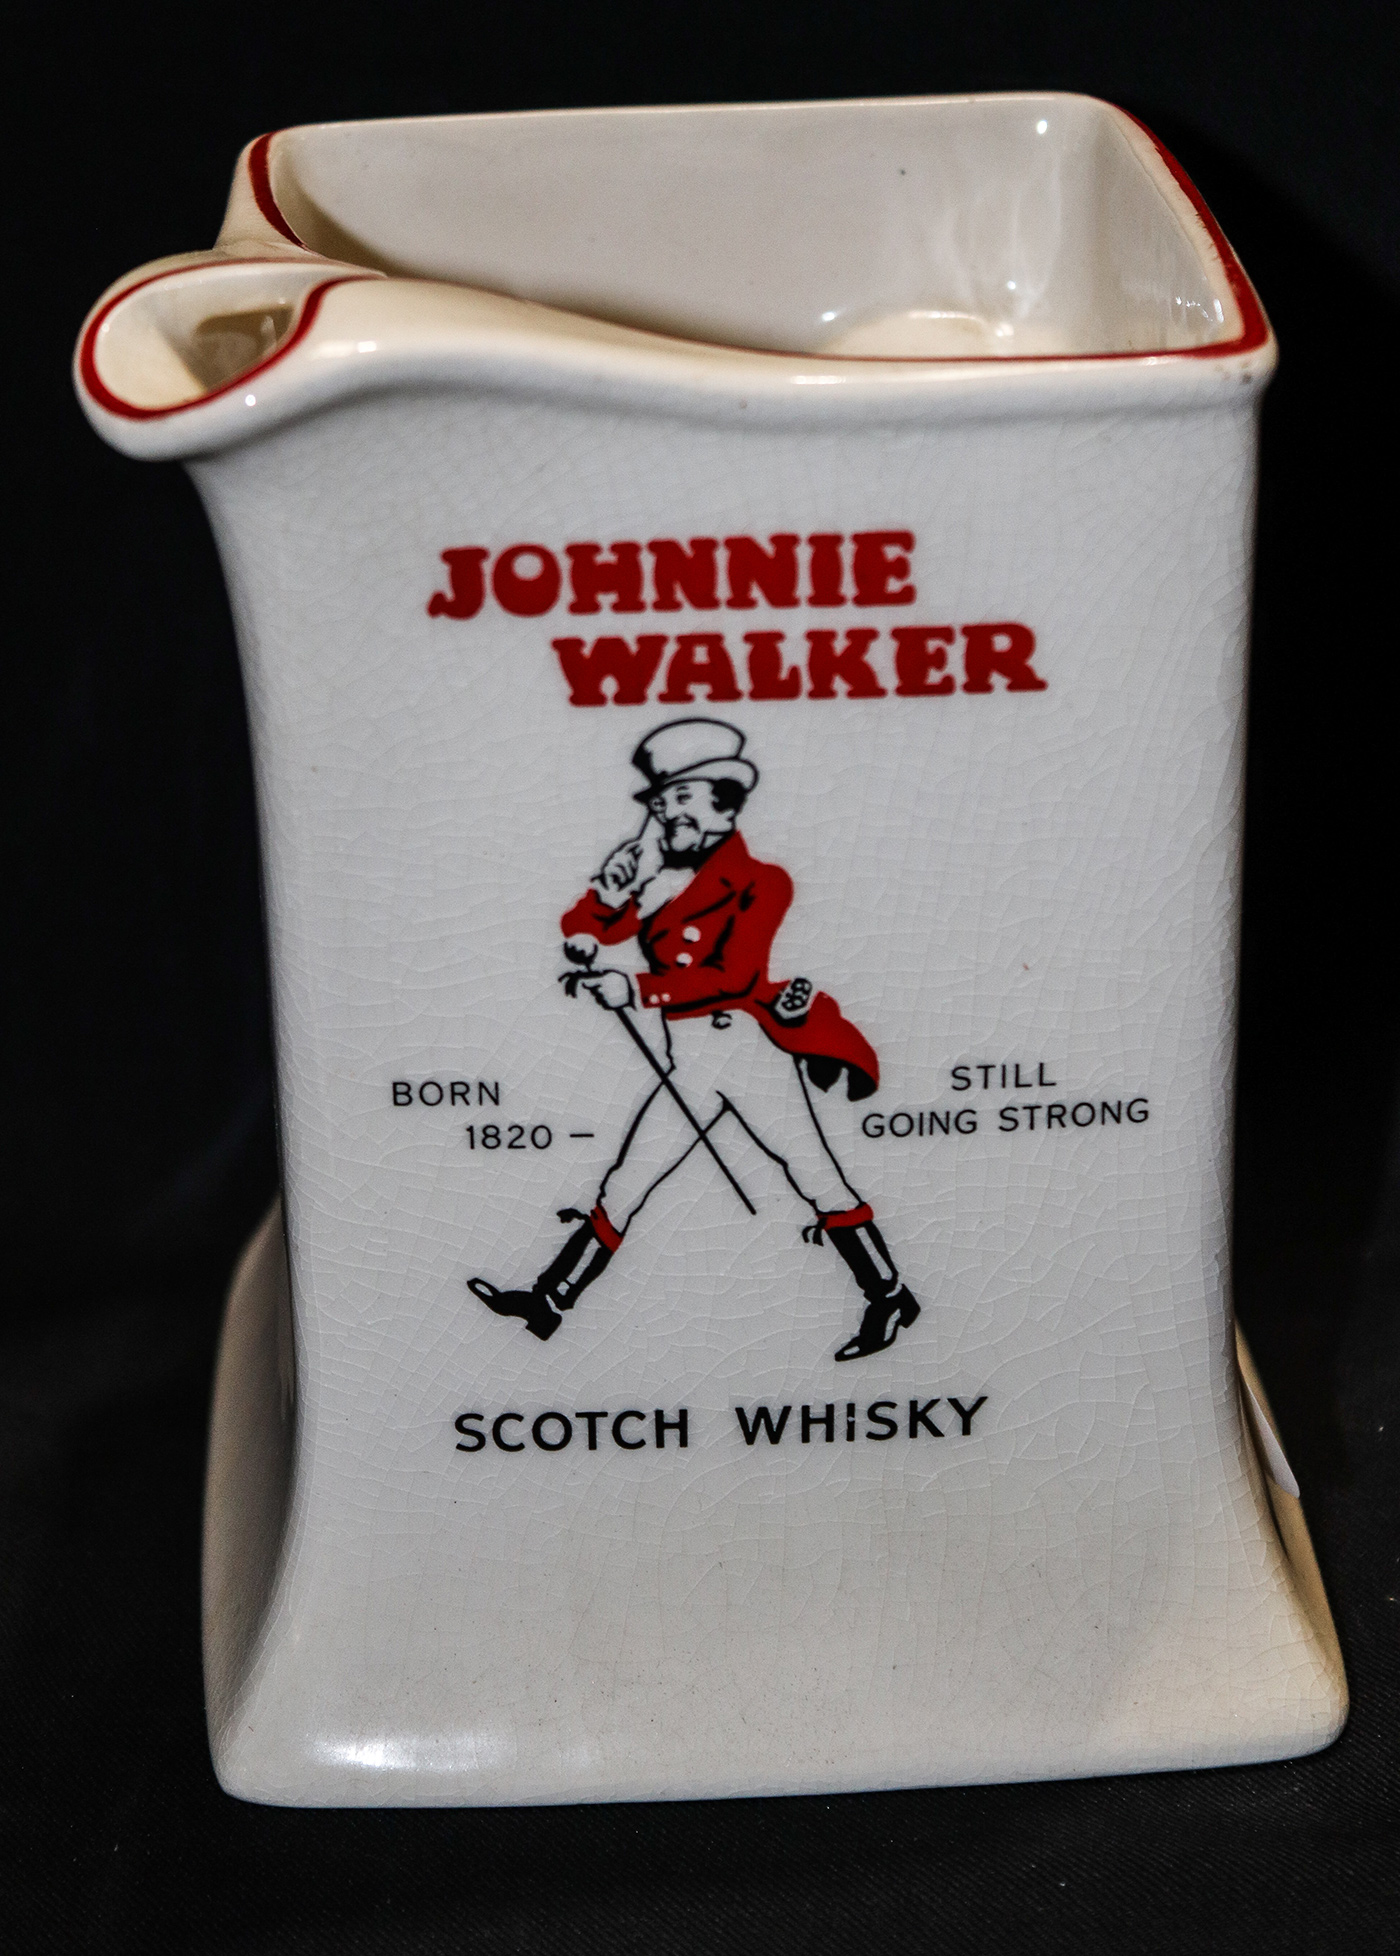 JOHNNIE
WALKER
BORN
1820 –
STILL
GOING STRONG
SCOTCH WHISKY